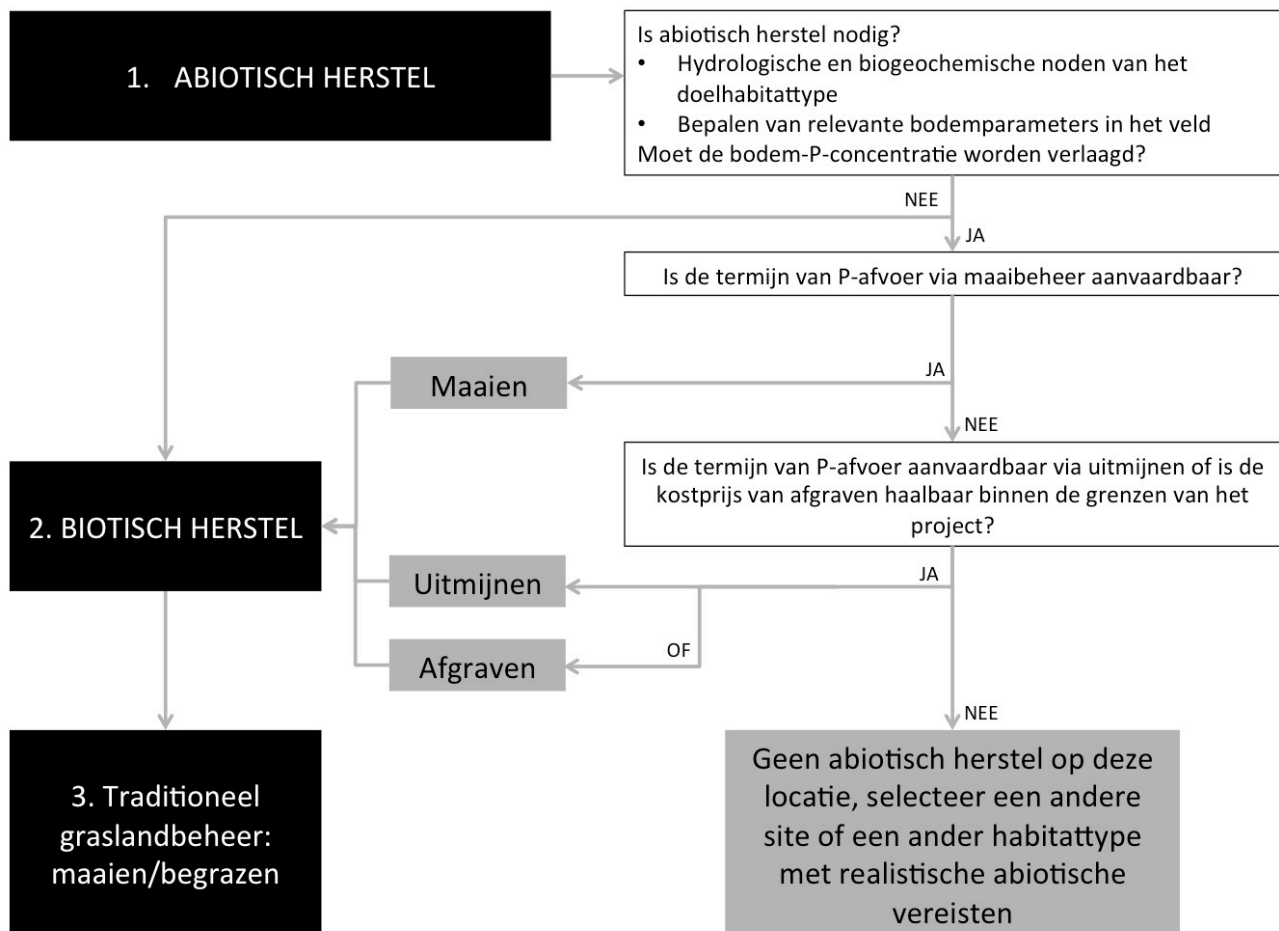 1. ABIOTISCH HERSTEL
Is abiotisch herstel nodig?
• Hydrologische en biogeochemische noden van het
doelhabitattype
• Bepalen van relevante bodemparameters in het veld
Moet de bodem-P-concentratie worden verlaagd?
NEE
JA
Is de termijn van P-afvoer via maaibeheer aanvaardbaar?
JA
Maaien
NEE
Is de termijn van P-afvoer aanvaardbaar via uitmijnen of is de
kostprijs van afgraven haalbaar binnen de grenzen van het
project?
2. BIOTISCH HERSTEL
JA
Uitmijnen
OF
Afgraven
NEE
3. Traditioneel
graslandbeheer:
maaien/begrazen
Geen abiotisch herstel op deze
locatie, selecteer een andere
site of een ander habitattype
met realistische abiotische
vereisten